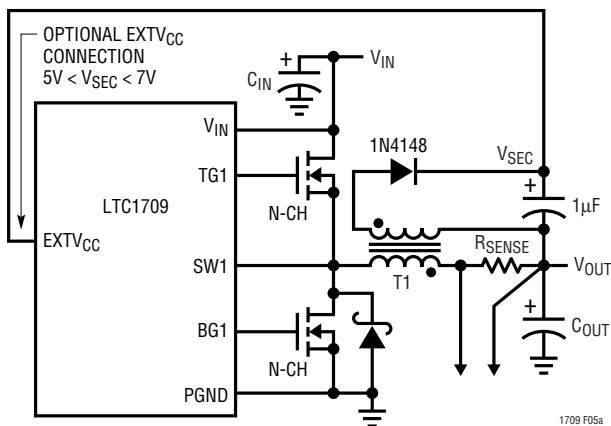 OPTIONAL EXTVCC
CONNECTION
5V < VSEC < 7V
VIN
+
CIN
VIN
TG1
N-CH
1N4148
VSEC
+
1µF
LTC1709
EXTVCC
SW1
T1
RSENSE
VOUT
BG1
N-CH
+
COUT
PGND
1709 F05a